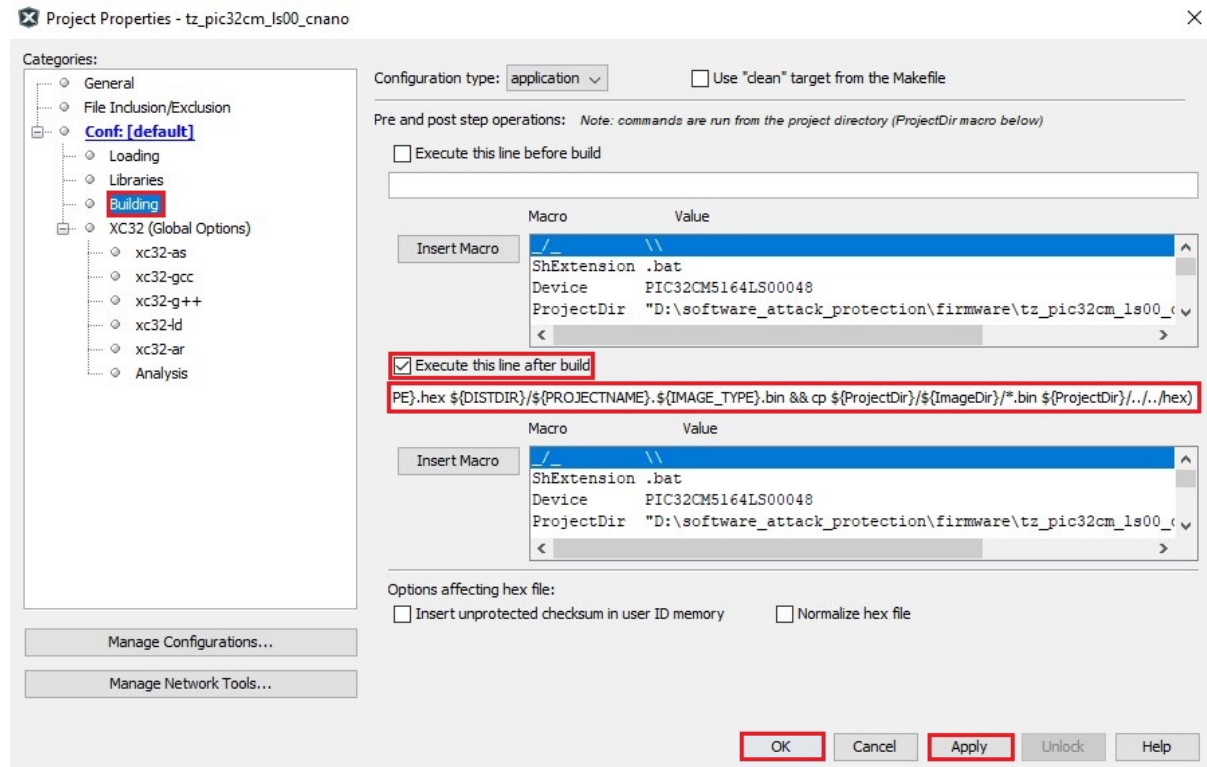 Project Properties - tz_pic32cm_ls00_cnano
Categories:
General
File Inclusion/Exclusion
Conf: [default]
Loading
Libraries
Building
XC32 (Global Options)
xc32-as
xc32-gcc
xc32-g++
xc32-ld
xc32-ar
Analysis
Manage Configurations...
Manage Network Tools...
Configuration type: application Use "clean" target from the Makefile
Pre and post step operations: Note: commands are run from the project directory (ProjectDir macro below)
Execute this line before build
Macro Value
Insert Macro
_/_ \\
ShExtension .bat
Device PIC32CM5164LS00048
ProjectDir "D:\software_attack_protection\firmware\tz_pic32cm_ls00_c
Execute this line after build
PE}.hex ${DISTDIR}/${PROJECTNAME}.${IMAGE_TYPE}.bin && cp ${ProjectDir}/${ImageDir}/*.bin ${ProjectDir}/../../hex)
Macro Value
Insert Macro
_/_ \\
ShExtension .bat
Device PIC32CM5164LS00048
ProjectDir "D:\software_attack_protection\firmware\tz_pic32cm_ls00_c
Options affecting hex file:
Insert unprotected checksum in user ID memory Normalize hex file
OK Cancel Apply Unlock Help